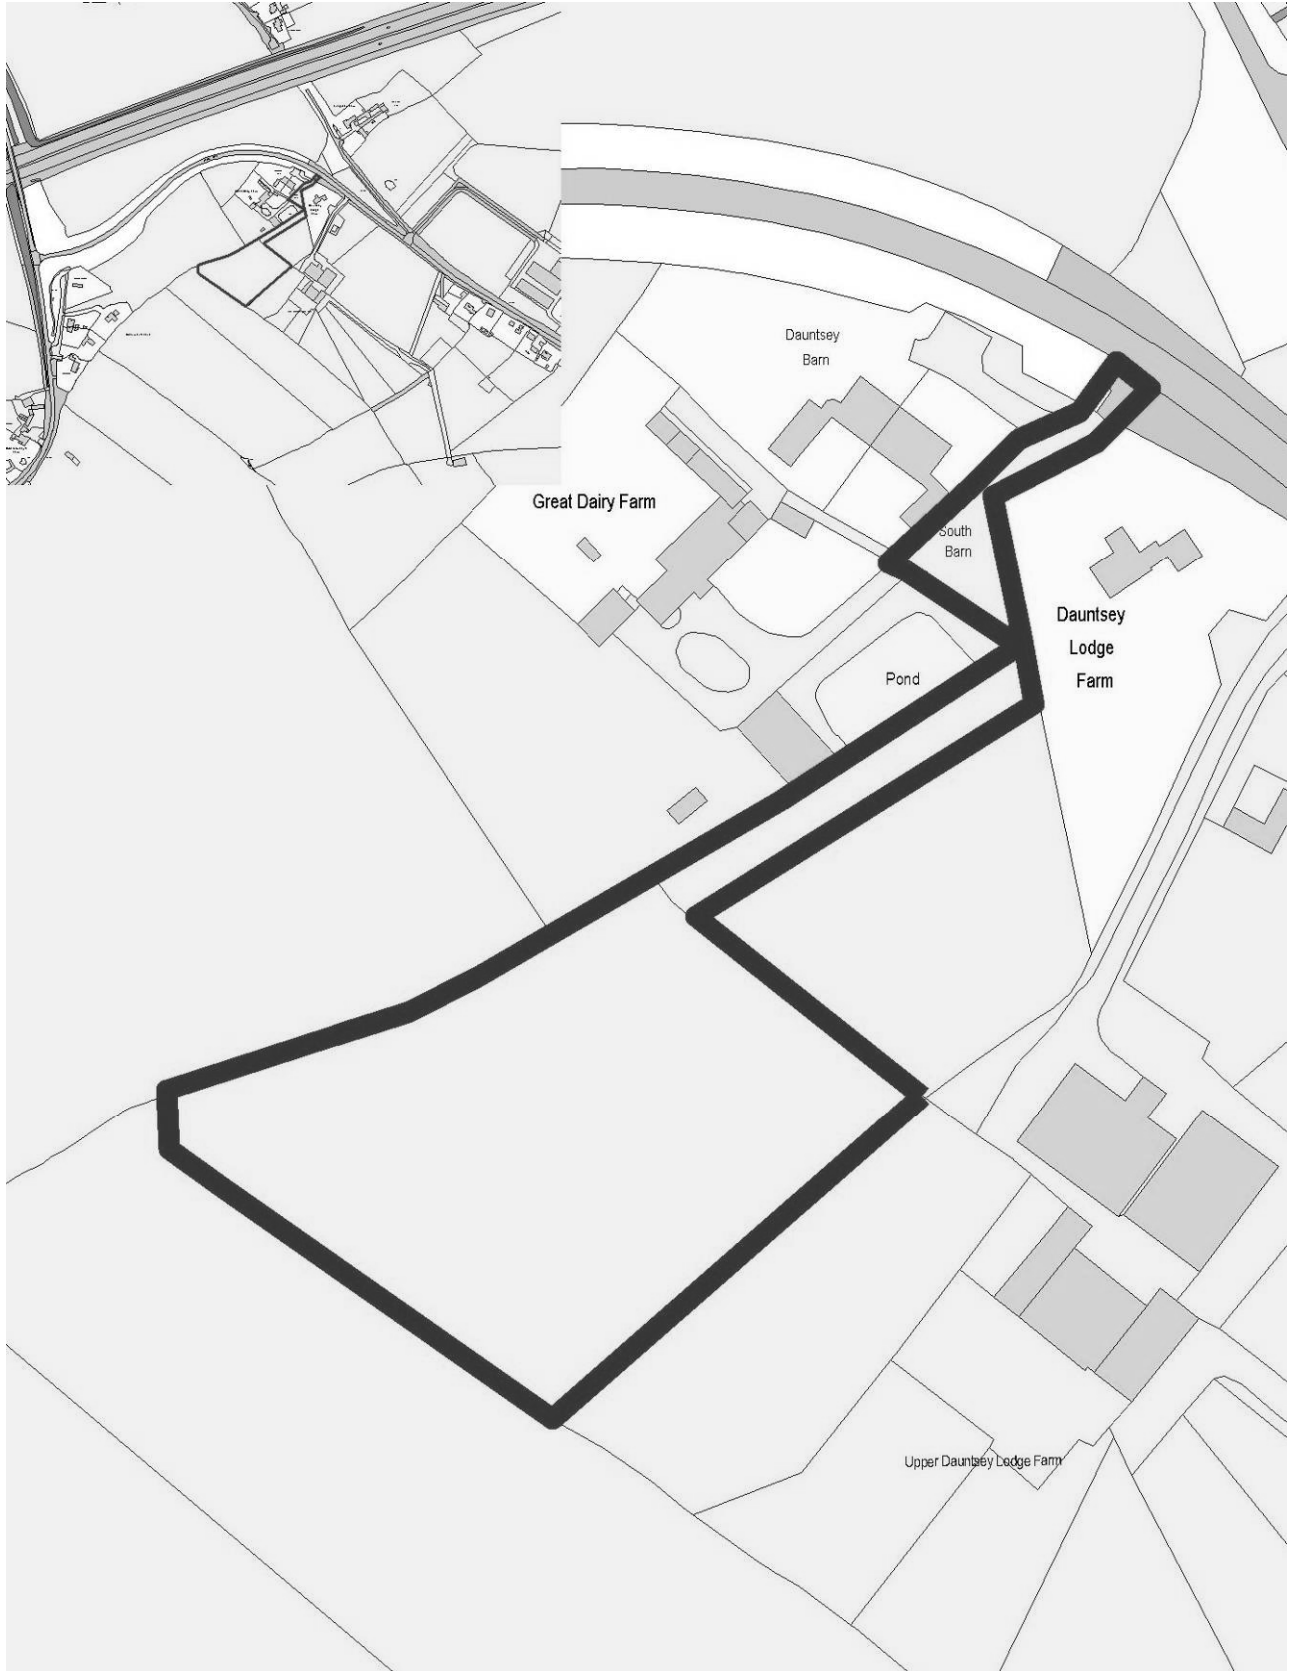 Dauntsey
Barn
Great Dairy Farm
South
Barn
Dauntsey
Lodge
Farm
Pond
Upper Dauntsey Lodge Farm